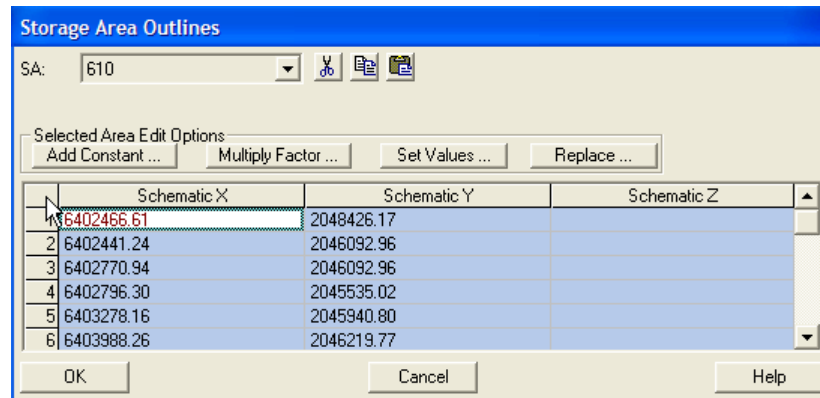 Storage Area Outlines
SA: 610
Selected Area Edit Options
Add Constant ... Multiply Factor ... Set Values ... Replace ...
Schematic X Schematic Y Schematic Z
1 6402466.61 2048426.17
2 6402441.24 2046092.96
3 6402770.94 2046092.96
4 6402796.30 2045535.02
5 6403278.16 2045940.80
6 6403988.26 2046219.77
OK Cancel Help